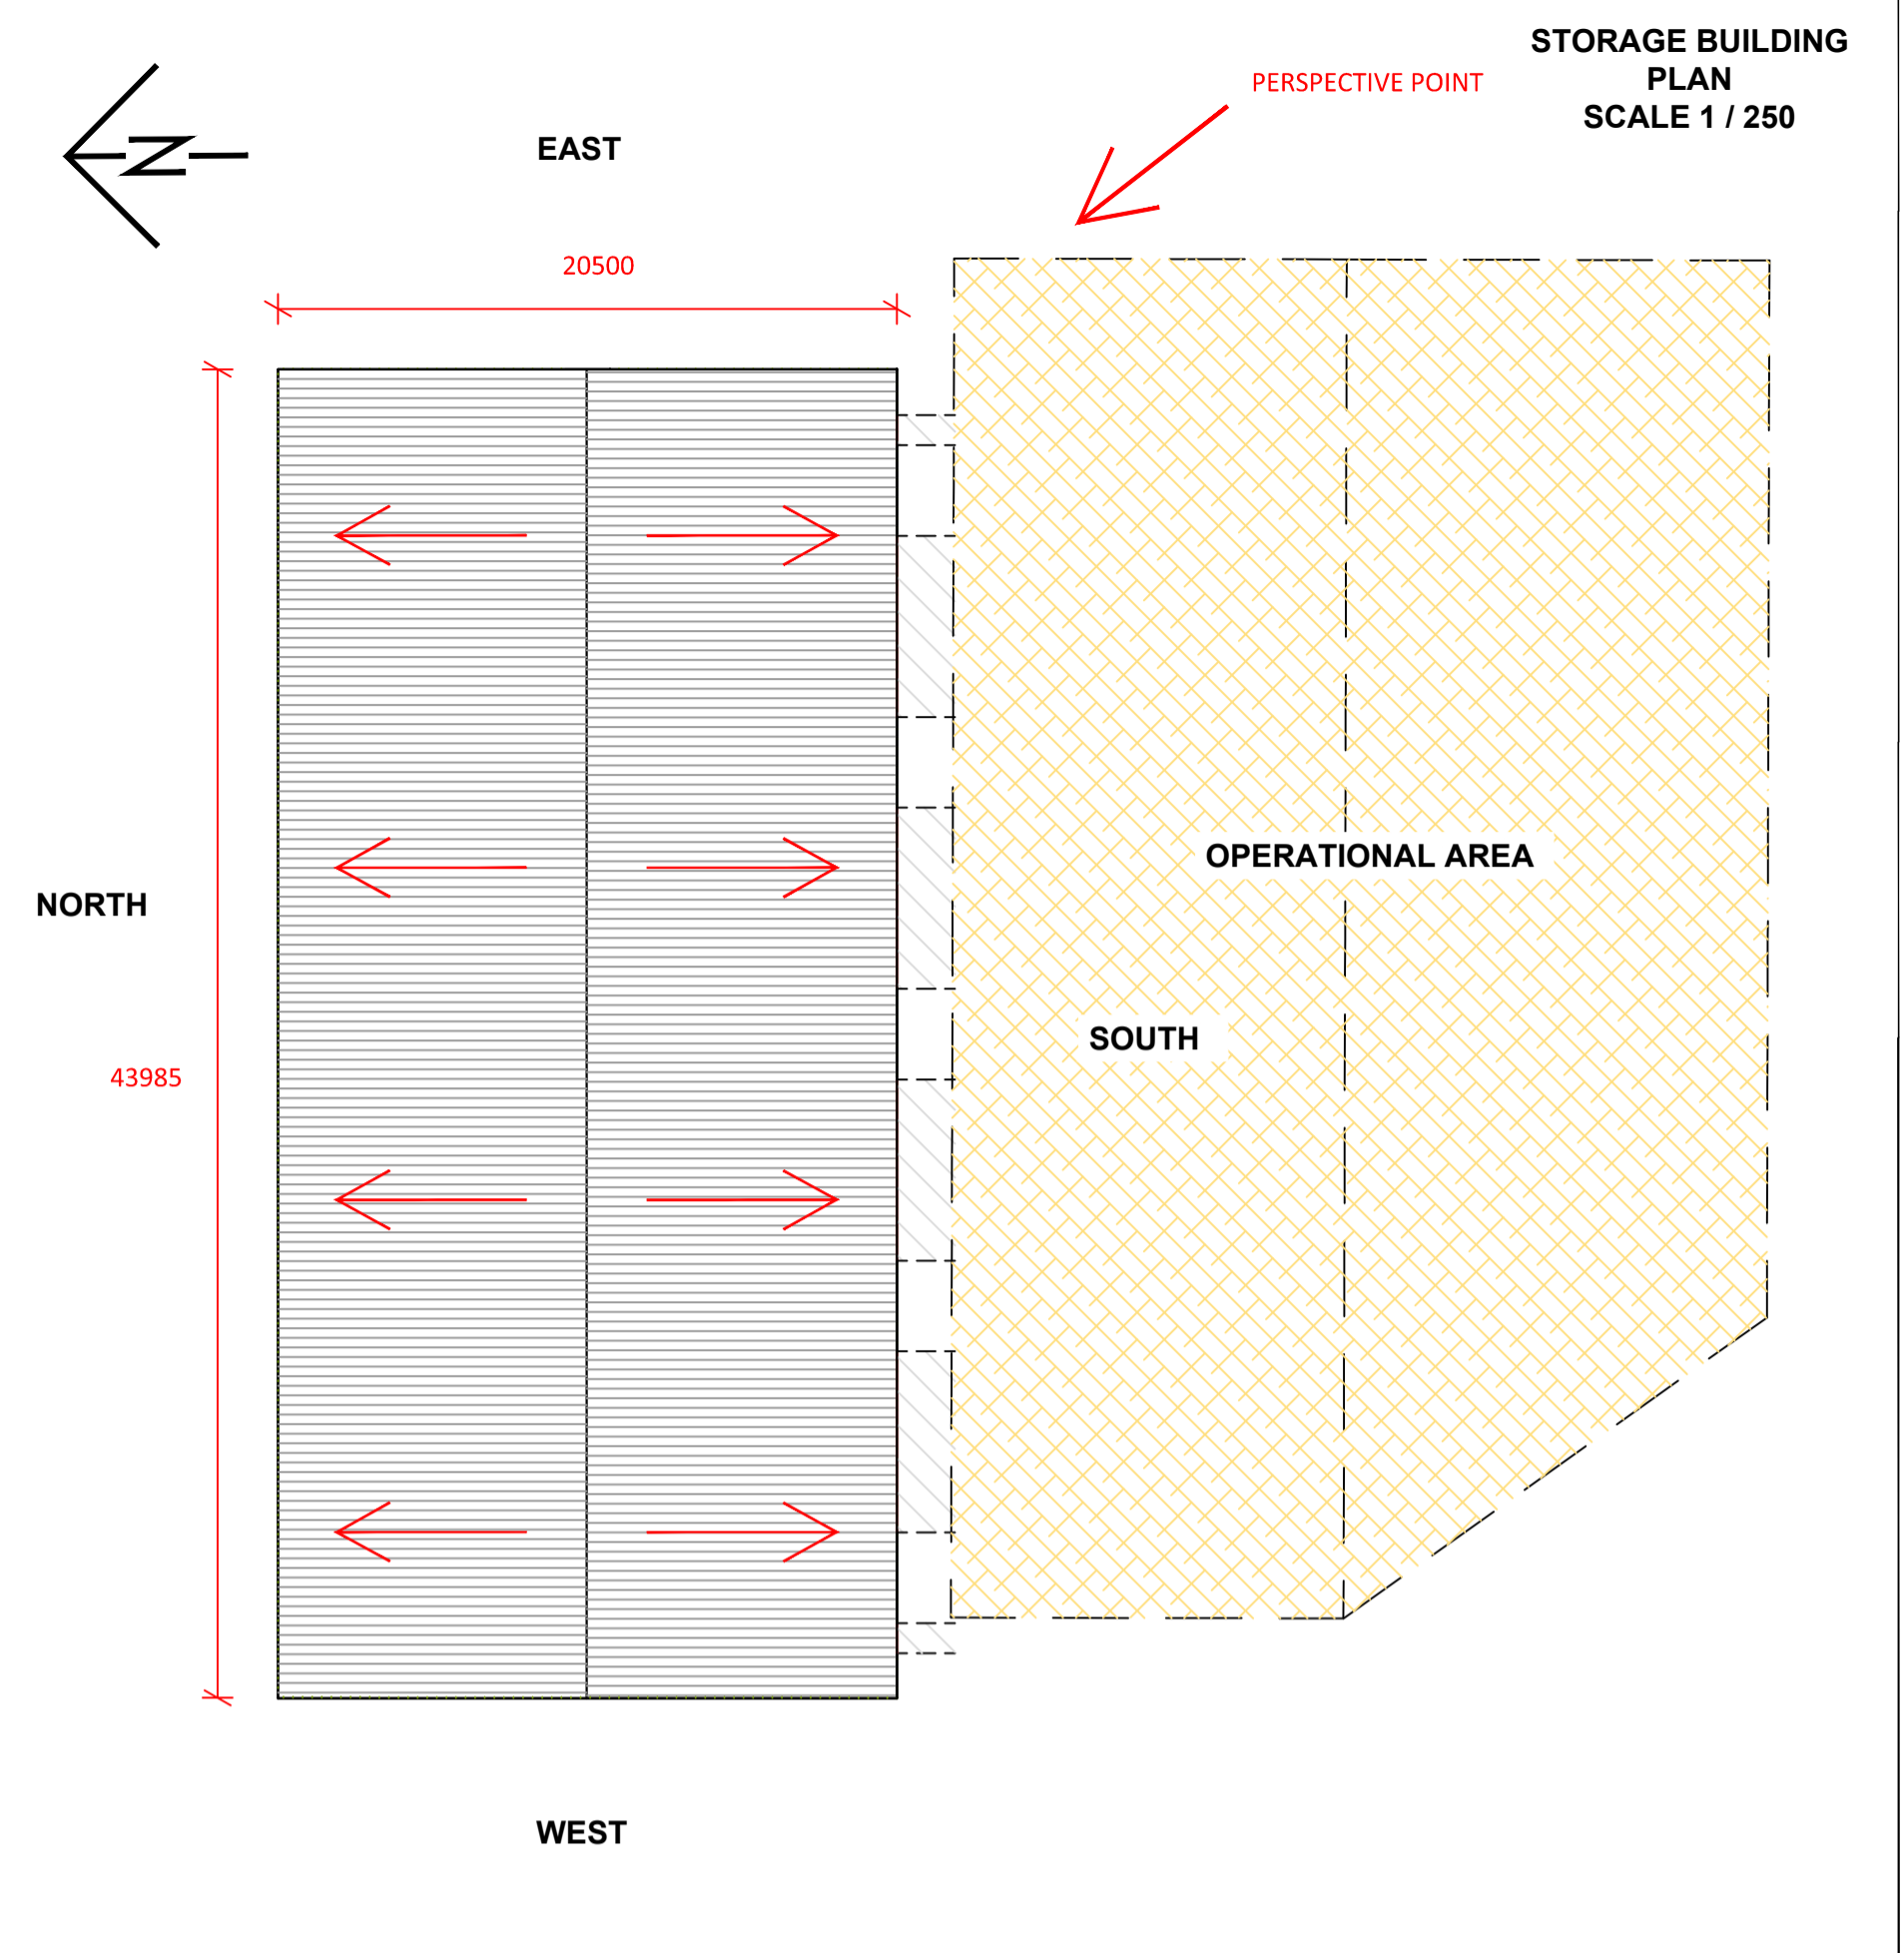 STORAGE BUILDING
PLAN
SCALE 1 / 250
PERSPECTIVE POINT
N
EAST
20500
OPERATIONAL AREA
NORTH
SOUTH
43985
WEST